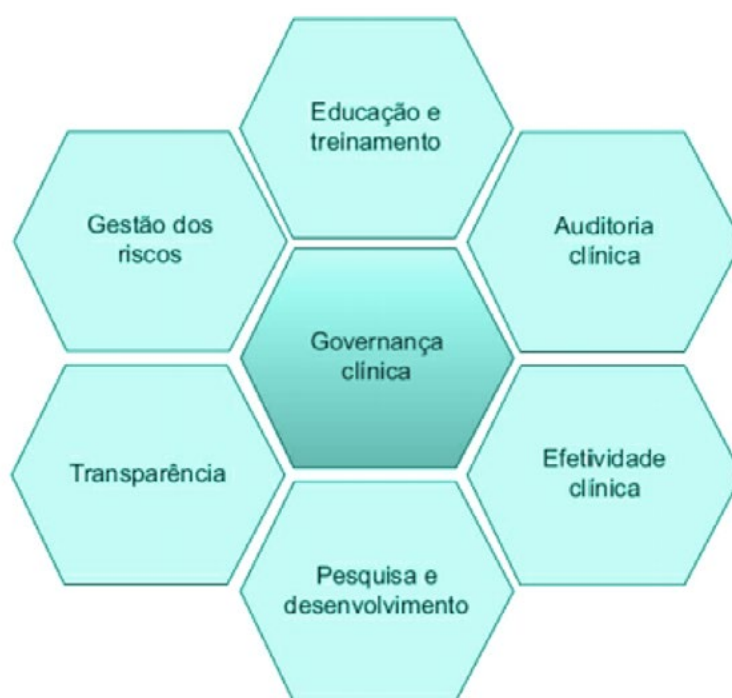 Educação e
treinamento
Gestão dos
riscos
Auditoria
clínica
Governança
clínica
Transparência
Efetividade
clínica
Pesquisa e
desenvolvimento